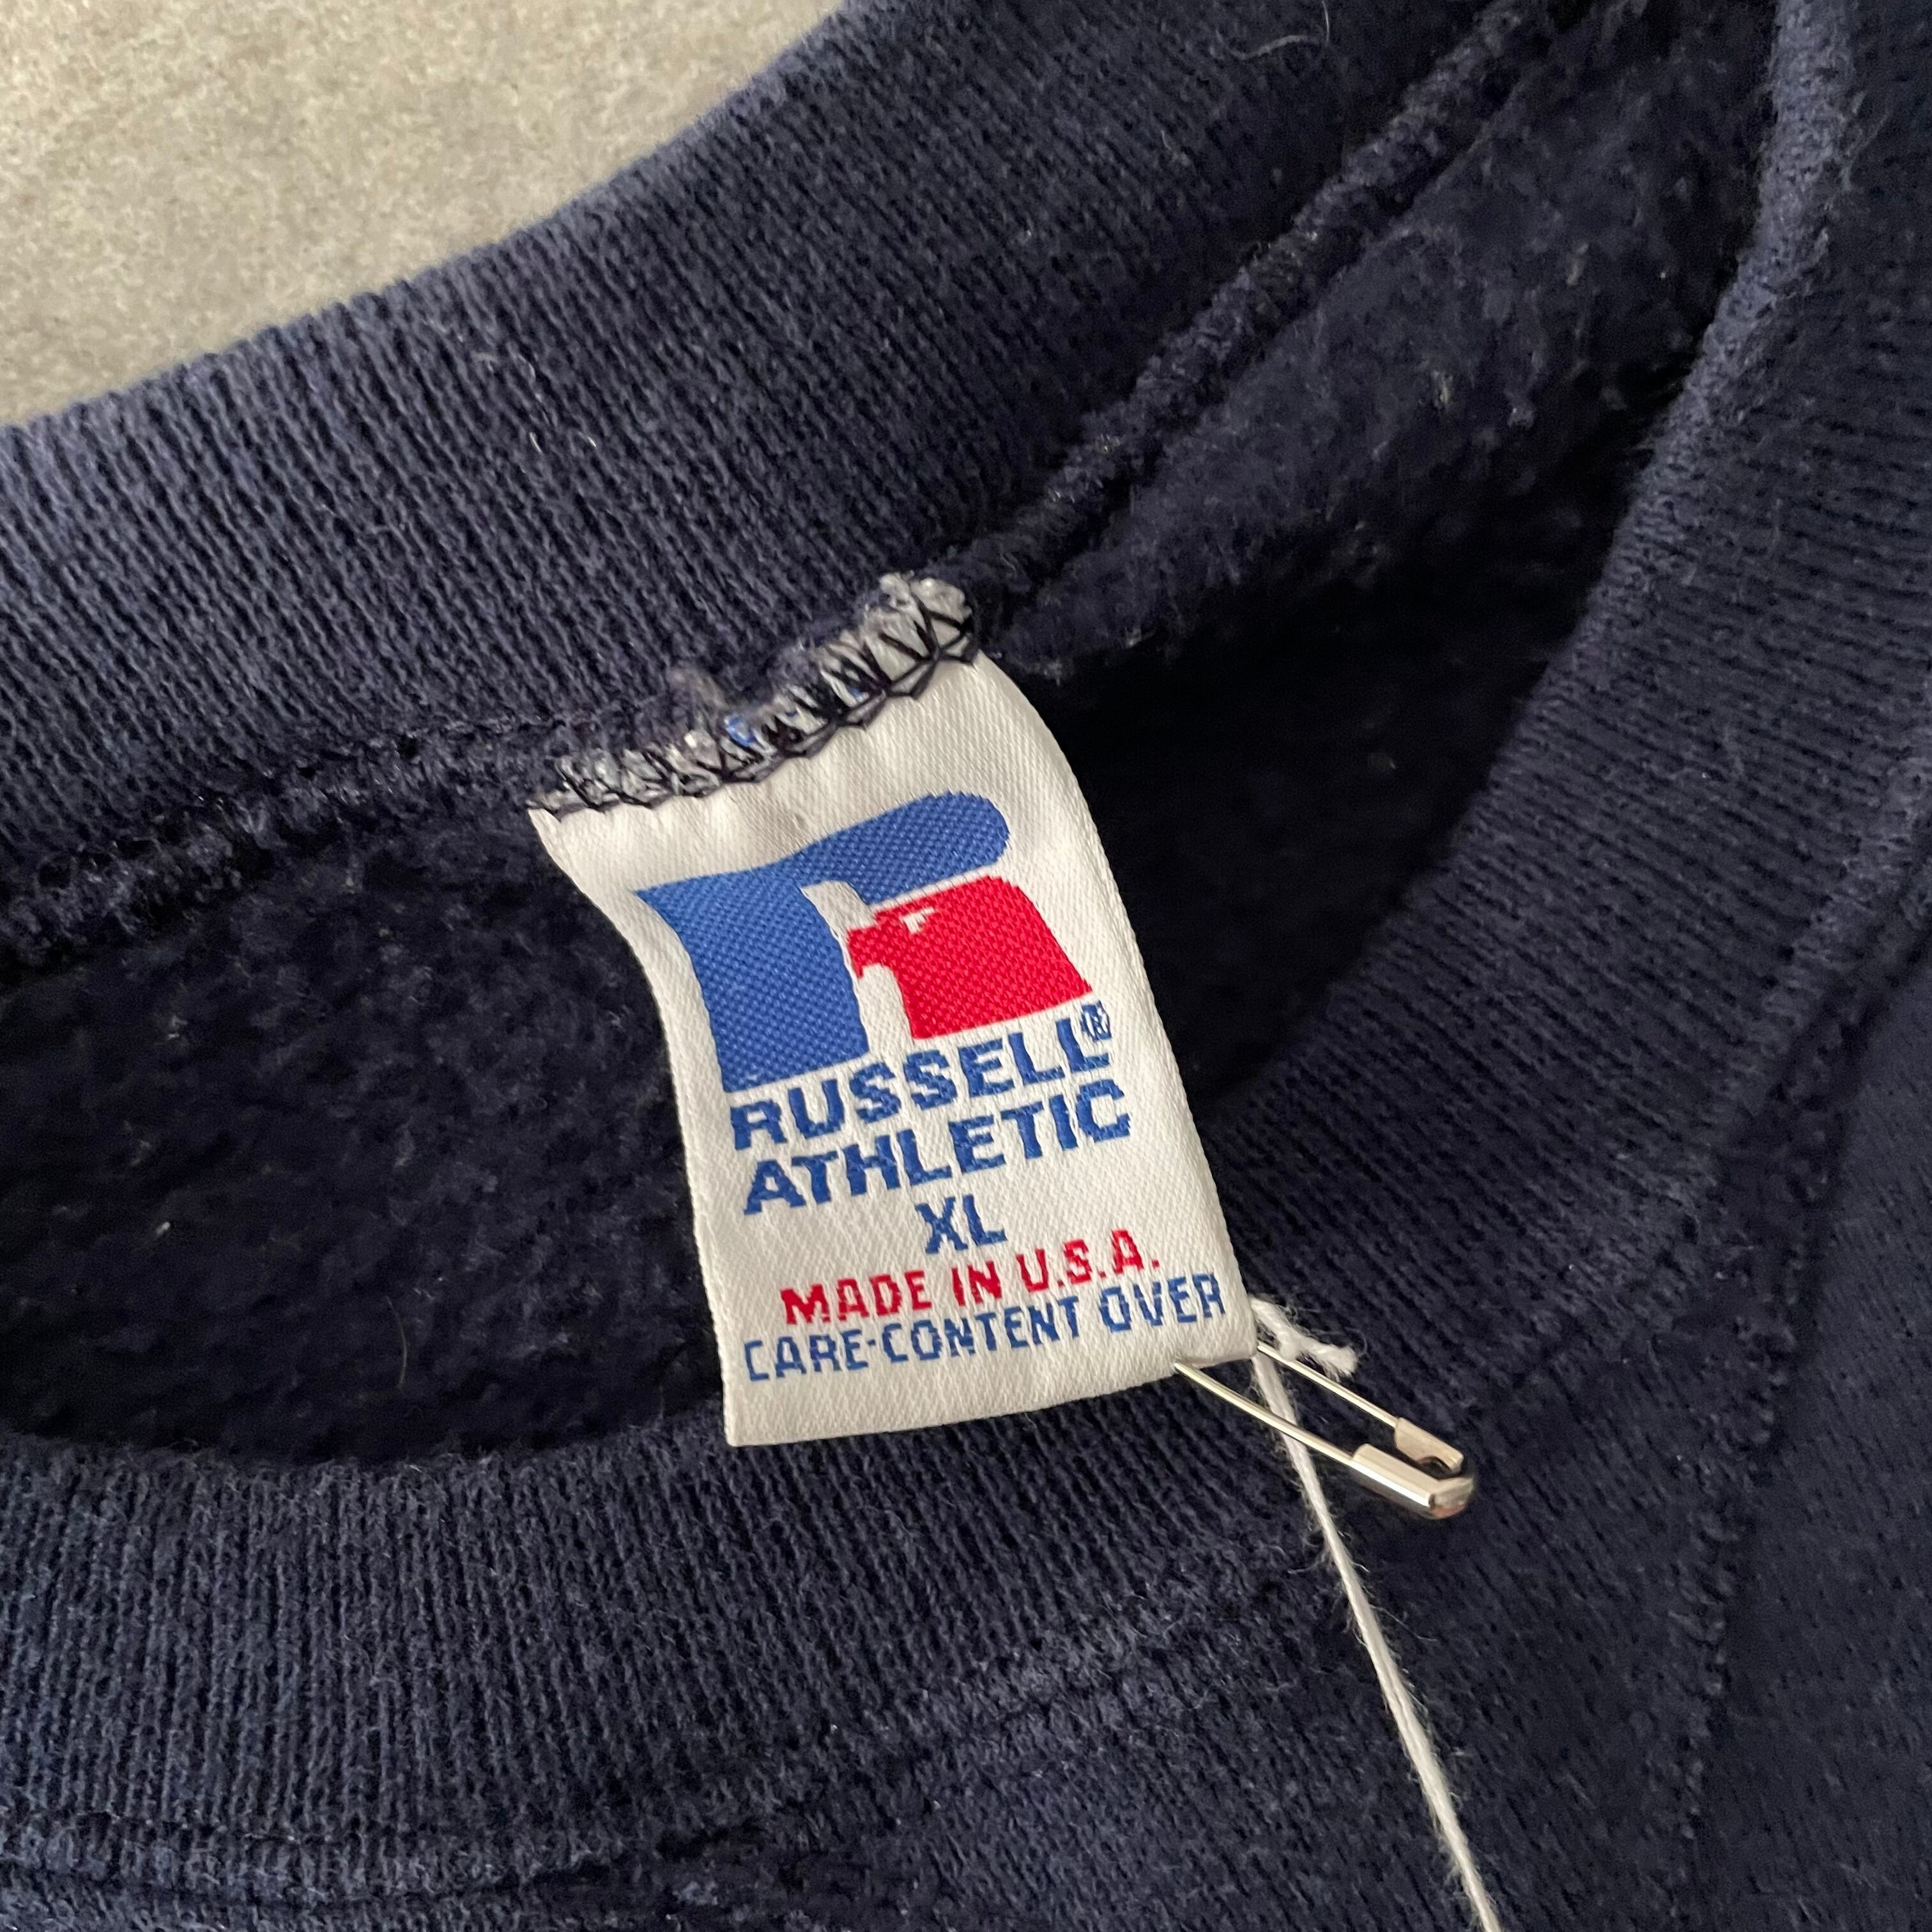 RUSSELL®
ATHLETIC
XL
MADE IN U.S.A.
CARE-CONTENT OVER